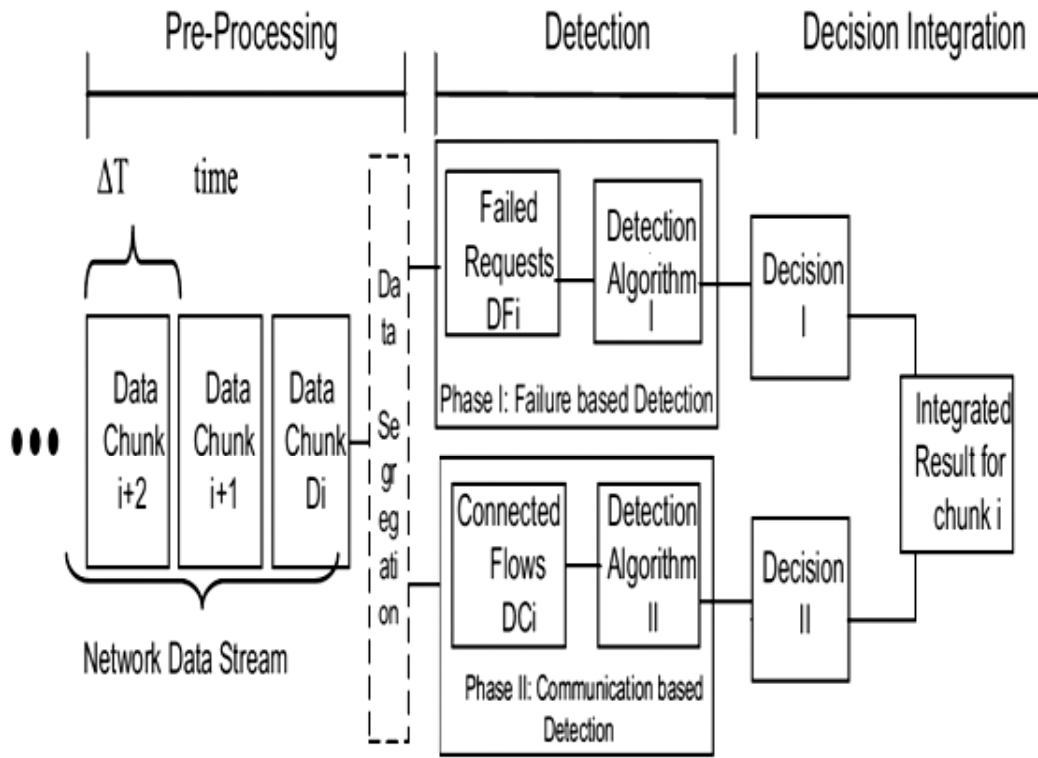 Pre-Processing
Detection
Decision Integration
ΔT time
Data
Chunk
i+2
Data
Chunk
i+1
Data
Chunk
Di
Network Data Stream
Da
ta
Se
gr
eg
ati
on
Failed
Requests
DFi
Detection
Algorithm
I
Phase I: Failure based Detection
Connected
Flows
DCi
Detection
Algorithm
II
Phase II: Communication based
Detection
Decision
I
Decision
II
Integrated
Result for
chunk i